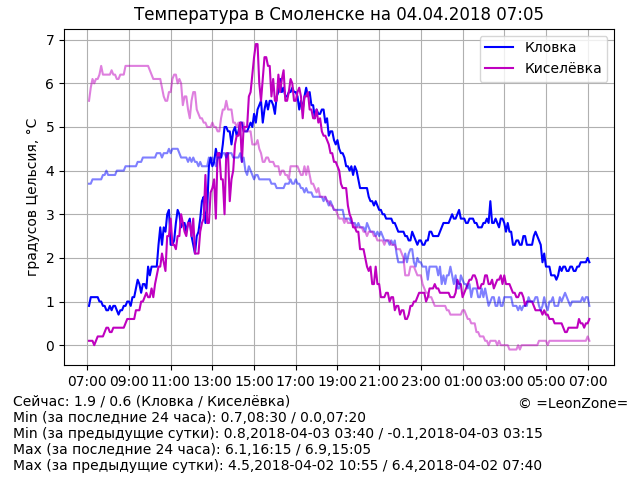 Температура в Смоленске на 04.04.2018 07:05
градусов Цельсия, °C
7
6
5
4
3
2
1
0
Кловка
Киселёвка
07:00 09:00 11:00 13:00 15:00 17:00 19:00 21:00 23:00 01:00 03:00 05:00 07:00
Сейчас: 1.9 / 0.6 (Кловка / Киселёвка)
© =LeonZone=
Min (за последние 24 часа): 0.7,08:30 / 0.0,07:20
Min (за предыдущие сутки): 0.8,2018-04-03 03:40 / -0.1,2018-04-03 03:15
Max (за последние 24 часа): 6.1,16:15 / 6.9,15:05
Max (за предыдущие сутки): 4.5,2018-04-02 10:55 / 6.4,2018-04-02 07:40